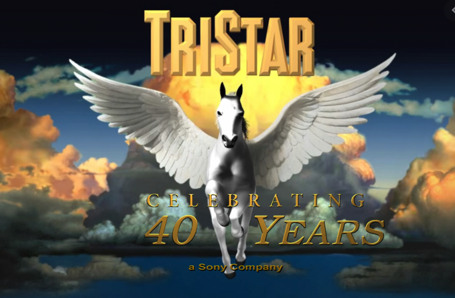 TRISTAR
CELEBRATING
40 YEARS
a Sony Company